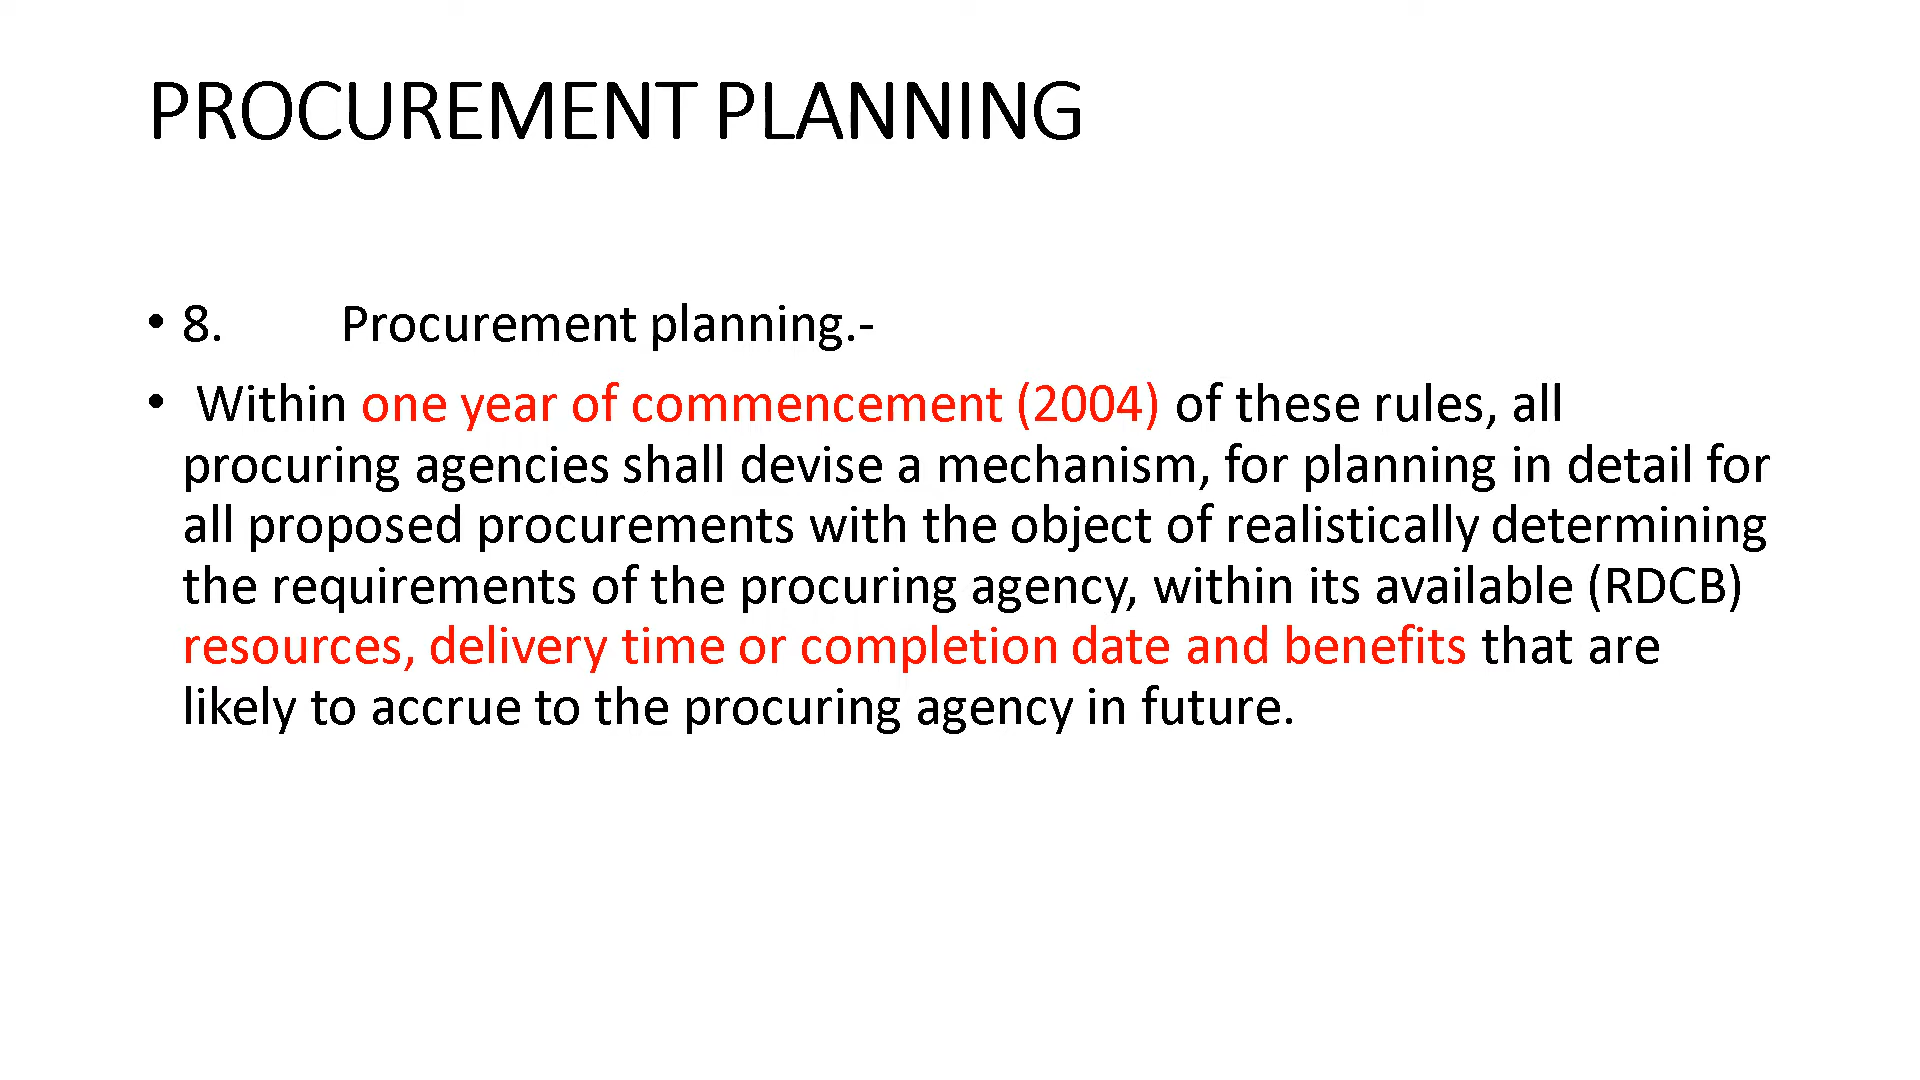 PROCUREMENT PLANNING
• 8. Procurement planning.-
• Within one year of commencement (2004) of these rules, all
procuring agencies shall devise a mechanism, for planning in detail for
all proposed procurements with the object of realistically determining
the requirements of the procuring agency, within its available (RDCB)
resources, delivery time or completion date and benefits that are
likely to accrue to the procuring agency in future.